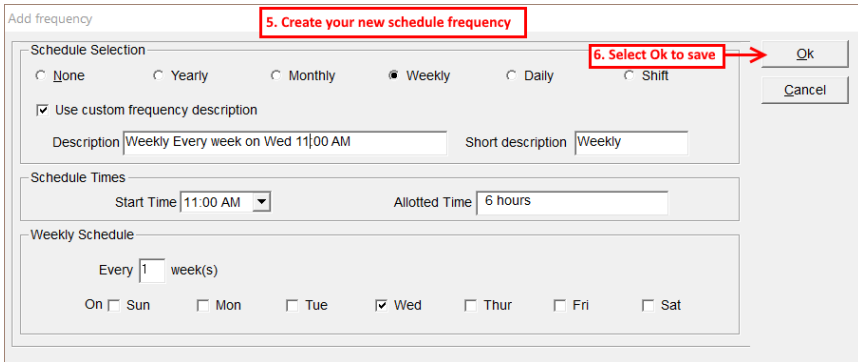 Add frequency
5. Create your new schedule frequency
Schedule Selection
6. Select Ok to save
Ok
None Yearly Monthly Weekly Daily Shift
Cancel
Use custom frequency description
Description Weekly Every week on Wed 11:00 AM Short description Weekly
Schedule Times
Start Time 11:00 AM Allotted Time 6 hours
Weekly Schedule
Every 1 week(s)
On Sun Mon Tue Wed Thur Fri Sat